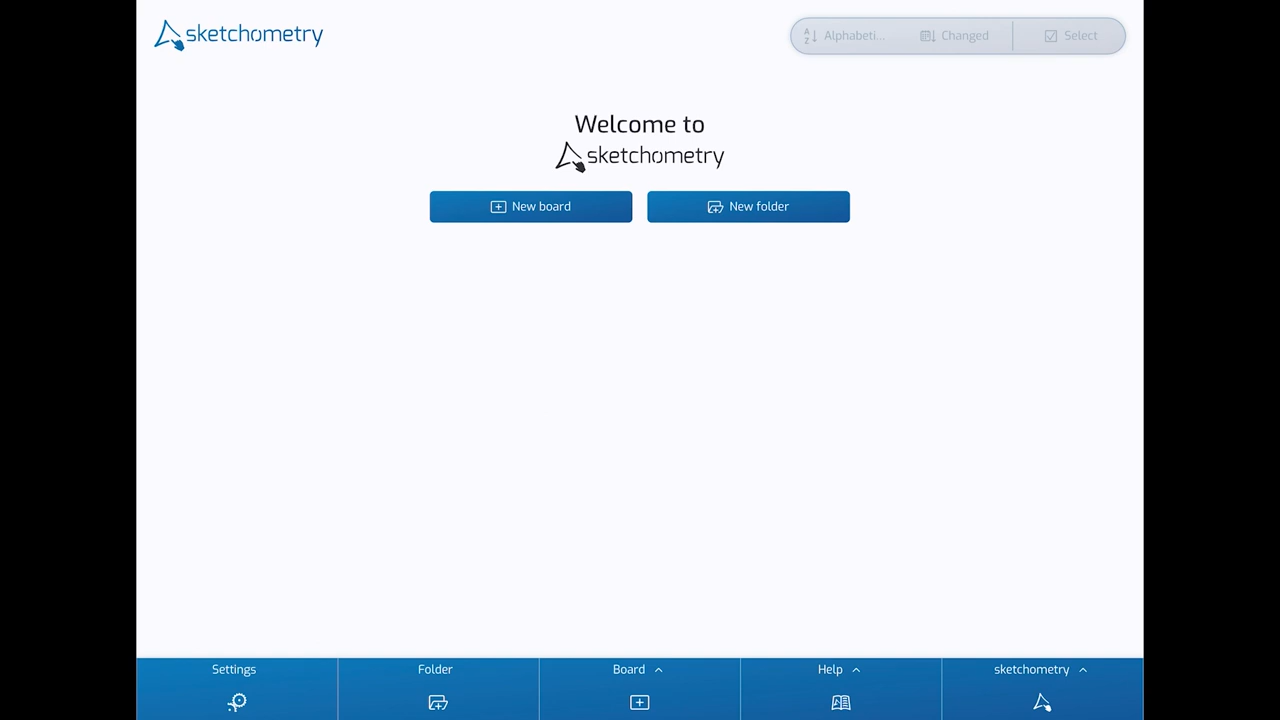 sketchometry
Alphabeti... Changed Select
Welcome to
sketchometry
New board New folder
Settings Folder Board Help sketchometry